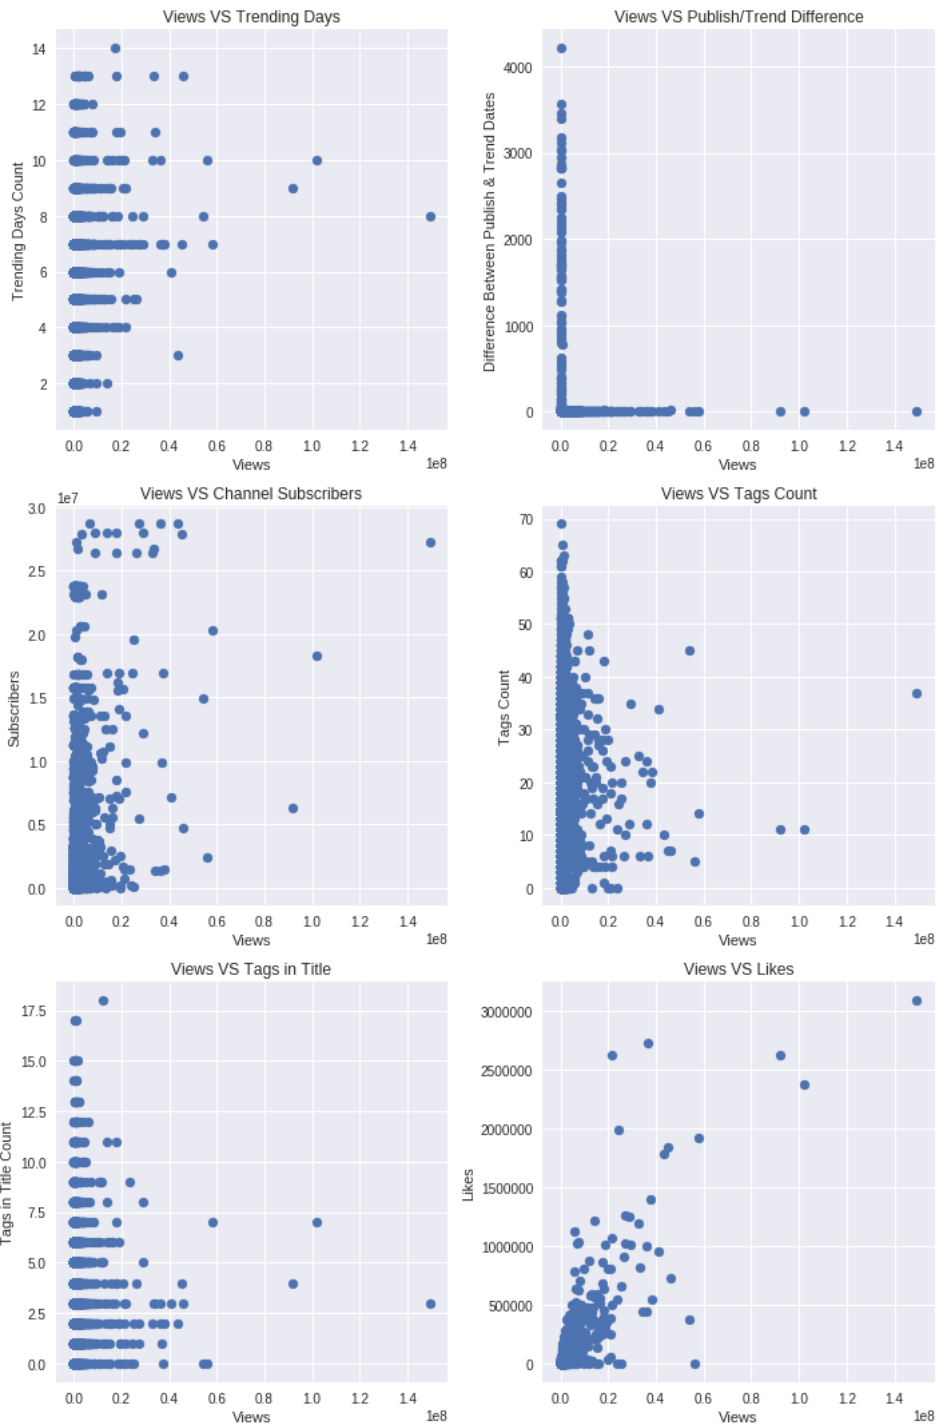 Views VS Trending Days
Trending Days Count
14
12
10
8
6
4
2
0.0 0.2 0.4 0.6 0.8 1.0 1.2 1.4
Views
1e8
Views VS Publish/Trend Difference
Difference Between Publish & Trend Dates
4000
3000
2000
1000
0
0.0 0.2 0.4 0.6 0.8 1.0 1.2 1.4
Views
1e8
Views VS Channel Subscribers
1e7
Subscribers
3.0
2.5
2.0
1.5
1.0
0.5
0.0
0.0 0.2 0.4 0.6 0.8 1.0 1.2 1.4
Views
1e8
Views VS Tags Count
Tags Count
70
60
50
40
30
20
10
0
0.0 0.2 0.4 0.6 0.8 1.0 1.2 1.4
Views
1e8
Views VS Tags in Title
Tags in Title Count
17.5
15.0
12.5
10.0
7.5
5.0
2.5
0.0
0.0 0.2 0.4 0.6 0.8 1.0 1.2 1.4
Views
1e8
Views VS Likes
Likes
3000000
2500000
2000000
1500000
1000000
500000
0
0.0 0.2 0.4 0.6 0.8 1.0 1.2 1.4
Views
1e8